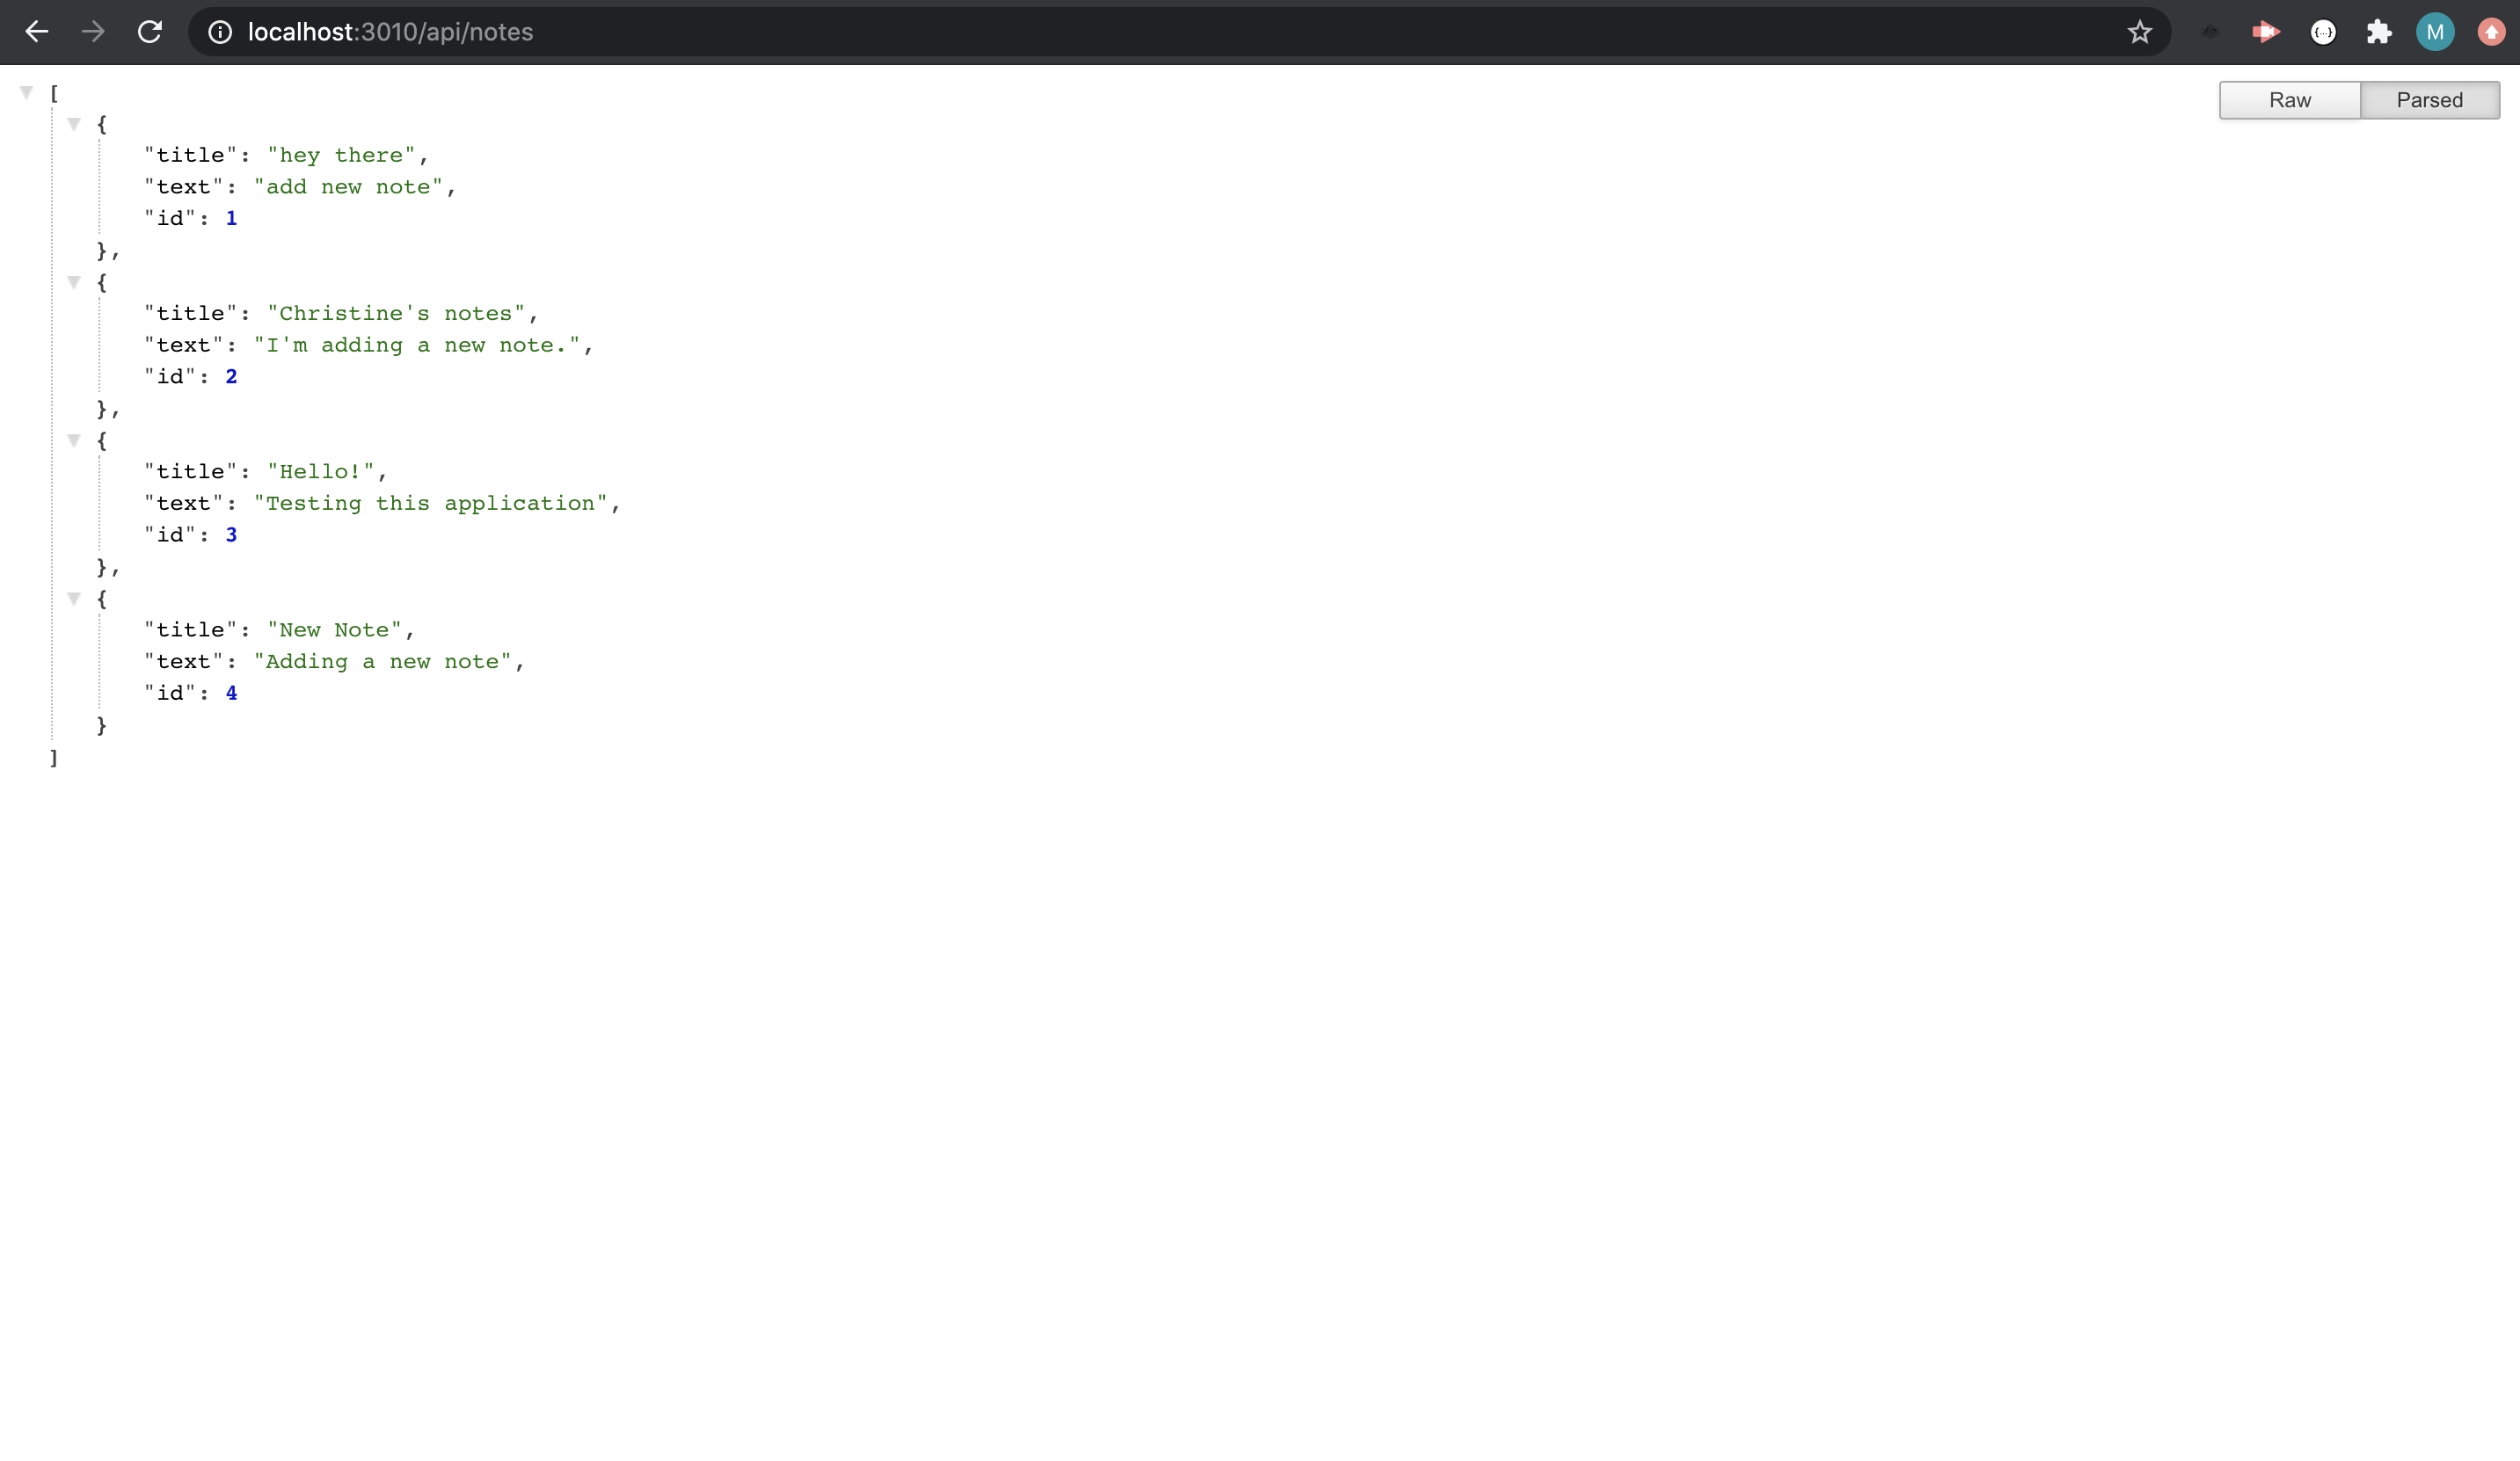 localhost:3010/api/notes
M
Raw
Parsed
[
{
"title": "hey there",
"text": "add new note",
"id": 1
},
{
"title": "Christine's notes",
"text": "I'm adding a new note.",
"id": 2
},
{
"title": "Hello!",
"text": "Testing this application",
"id": 3
},
{
"title": "New Note",
"text": "Adding a new note",
"id": 4
}
]